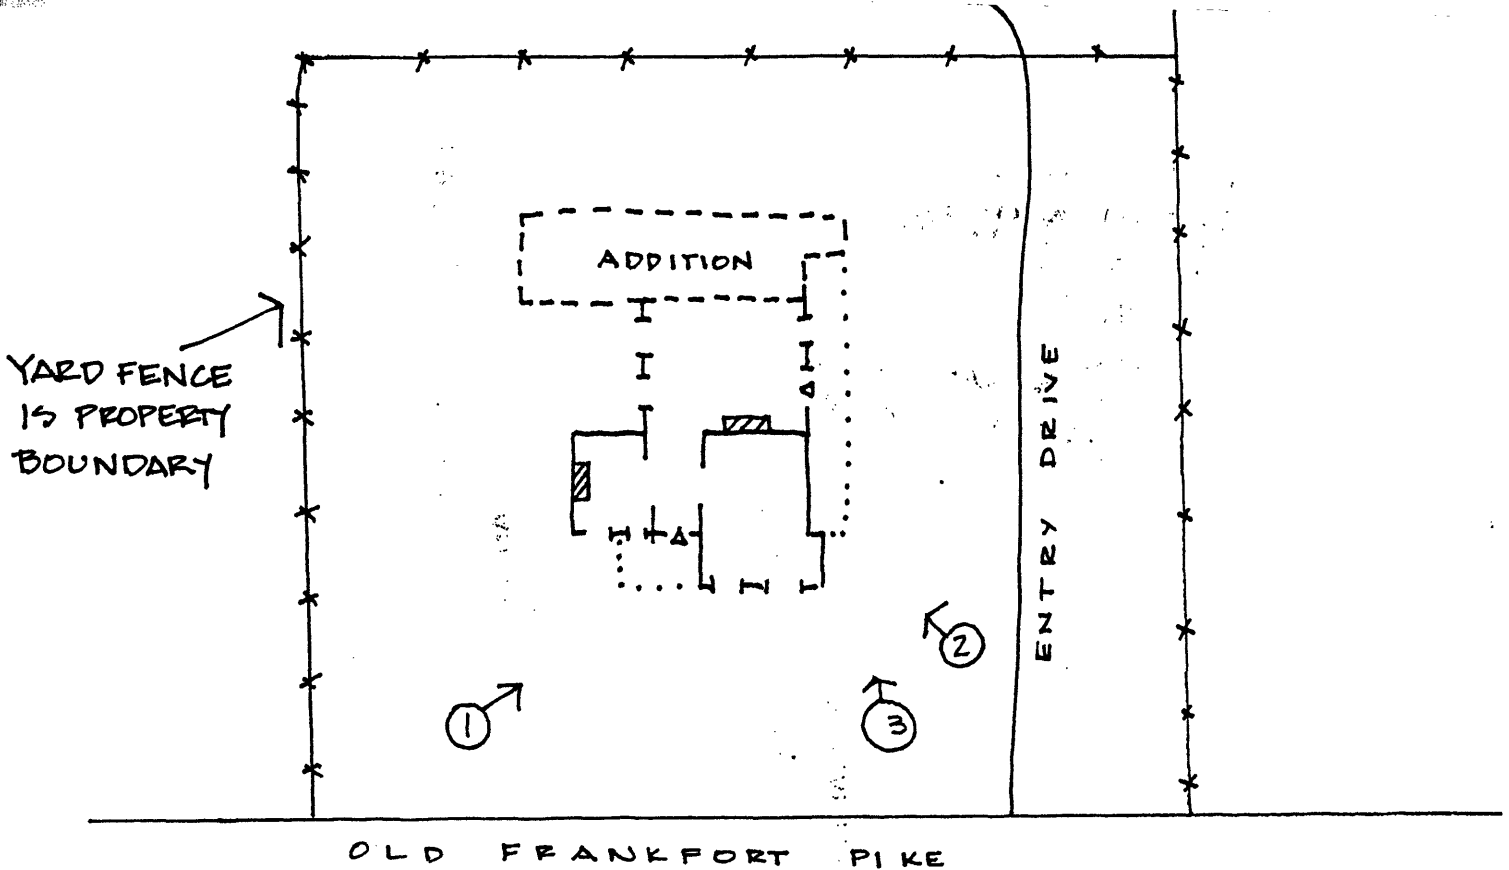 ADDITION
YARD FENCE
IS PROPERTY
BOUNDARY
ENTRY DRIVE
2
1
3
OLD FRANKFORT PIKE